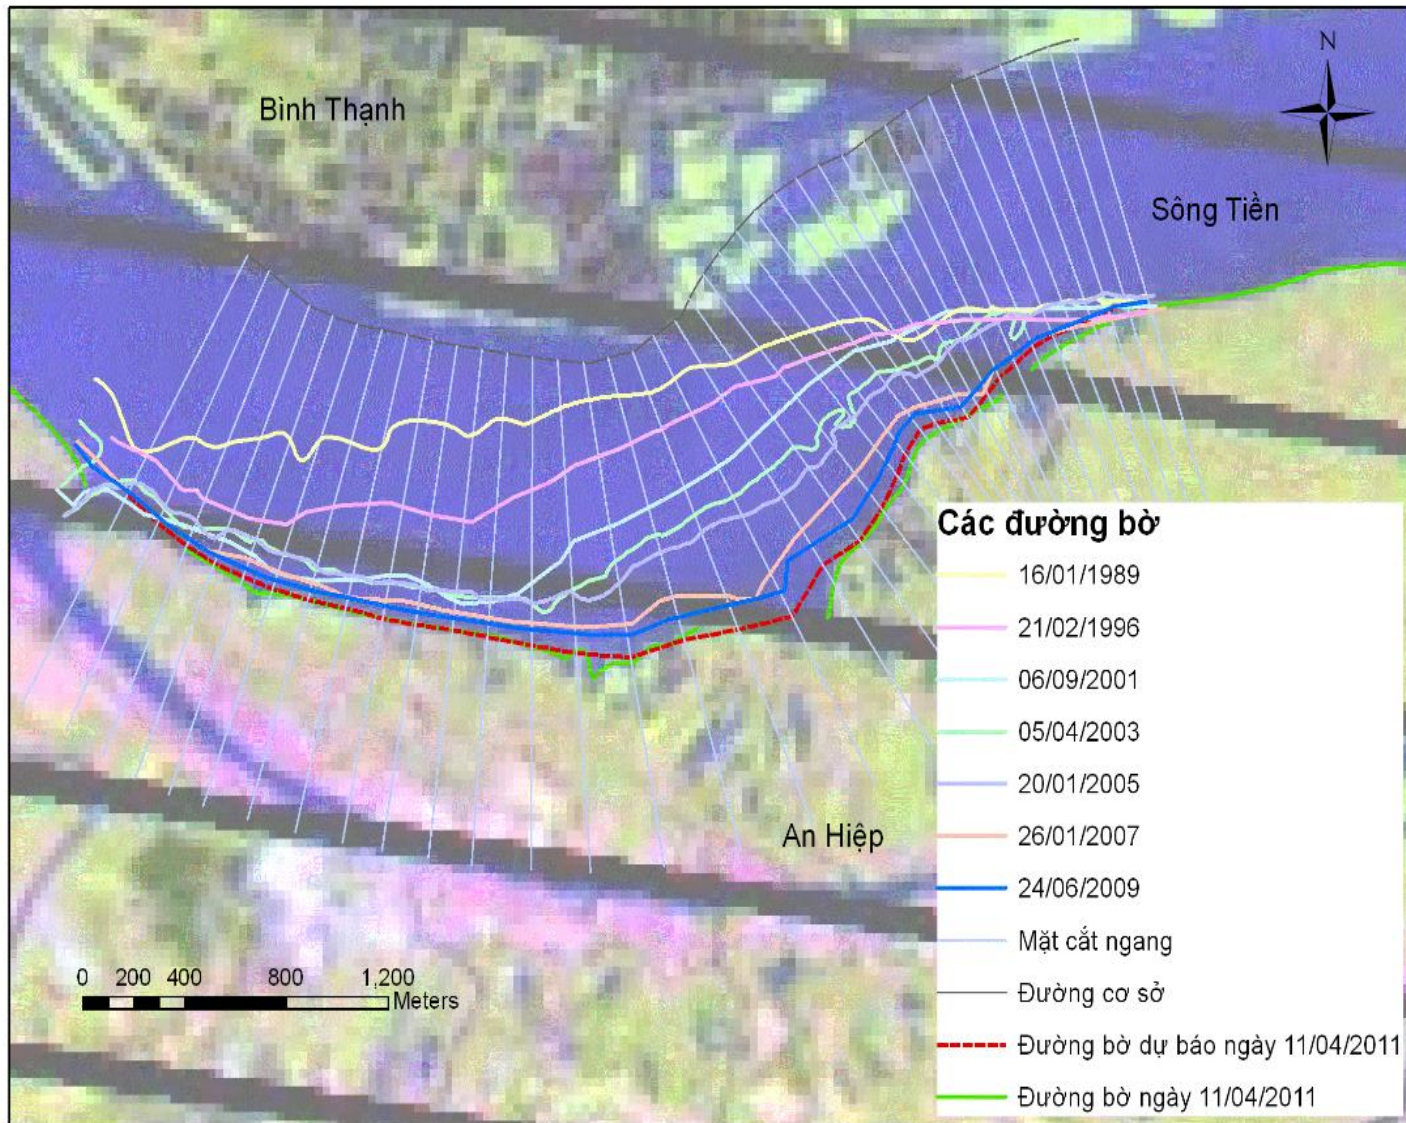 N
Bình Thạnh
Sông Tiền
Các đường bờ
16/01/1989
21/02/1996
06/09/2001
05/04/2003
20/01/2005
26/01/2007
24/06/2009
Mặt cắt ngang
Đường cơ sở
Đường bờ dự báo ngày 11/04/2011
Đường bờ ngày 11/04/2011
An Hiệp
0 200 400 800 1,200
Meters